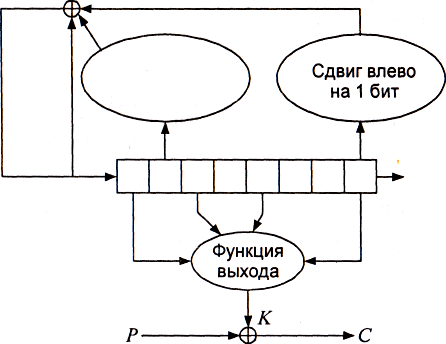 Сдвиг влево
на 1 бит
Функция
выхода
K
P
C